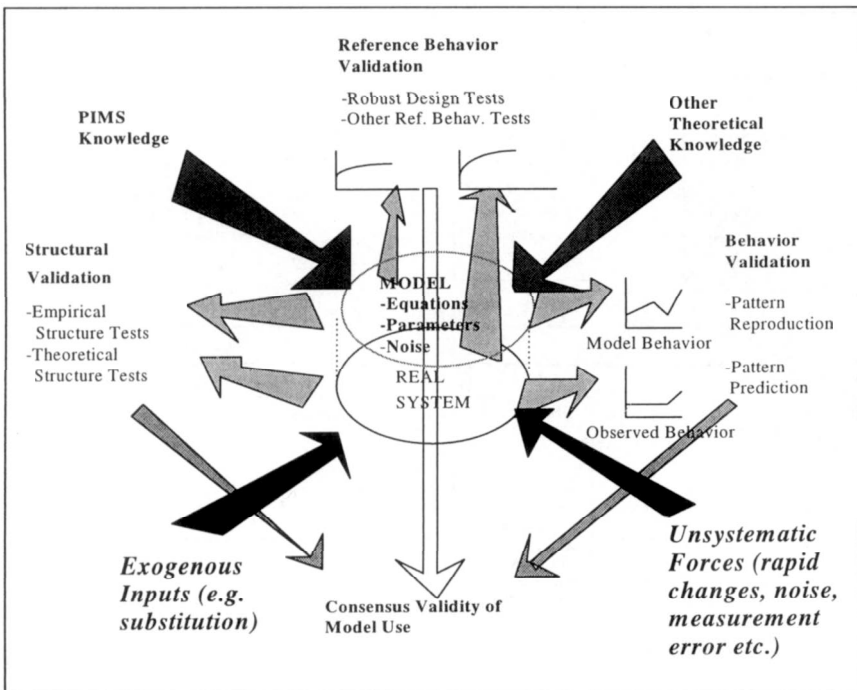 Reference Behavior
Validation
-Robust Design Tests
-Other Ref. Behav. Tests
PIMS
Knowledge
Other
Theoretical
Knowledge
Structural
Validation
-Empirical
Structure Tests
-Theoretical
Structure Tests
MODEL
-Equations
-Parameters
-Noise
REAL
SYSTEM
Behavior
Validation
-Pattern
Reproduction
-Pattern
Prediction
Model Behavior
Observed Behavior
Exogenous
Inputs (e.g.
substitution)
Consensus Validity of
Model Use
Unsystematic
Forces (rapid
changes, noise,
measurement
error etc.)